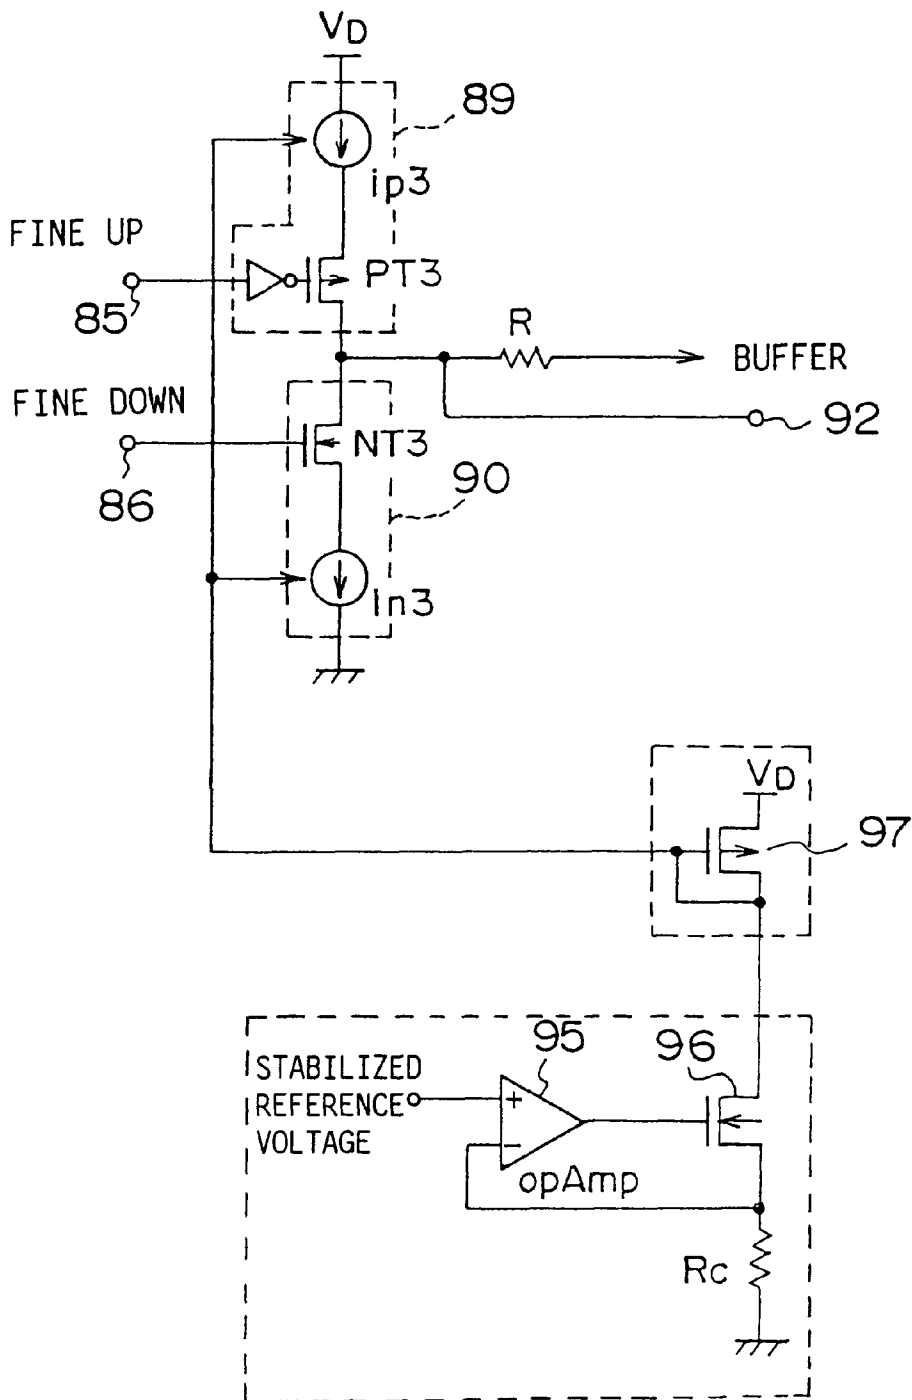 VD
89
ip3
FINE UP
PT3
85
R
BUFFER
FINE DOWN
92
NT3
86
90
In3
VD
97
95
96
STABILIZED
REFERENCE
VOLTAGE
+
−
opAmp
Rc